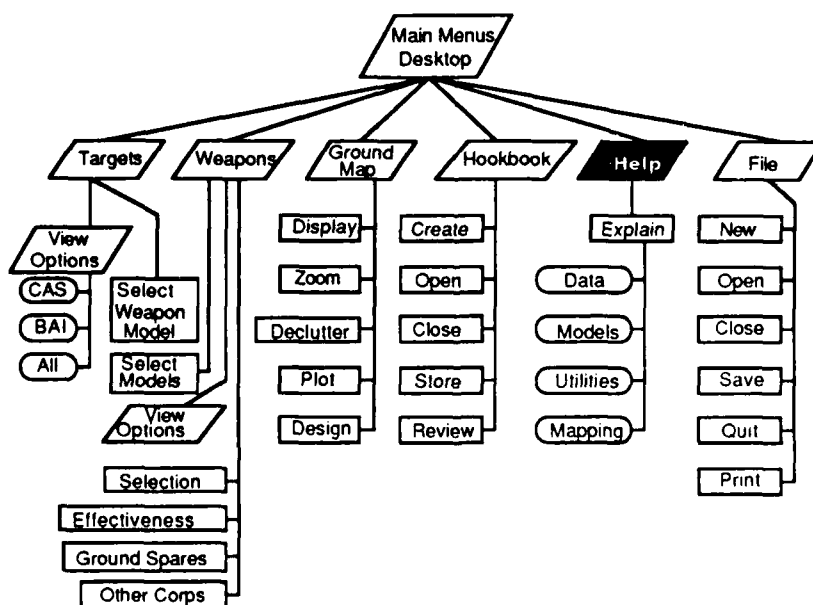 Main Menus
Desktop
Targets
Weapons
Ground
Map
Hookbook
Help
File
View
Options
CAS
BAI
All
Select
Weapon
Model
Select
Models
View
Options
Selection
Effectiveness
Ground Spares
Other Corps
Display
Zoom
Declutter
Plot
Design
Create
Open
Close
Store
Review
Explain
Data
Models
Utilities
Mapping
New
Open
Close
Save
Quit
Print